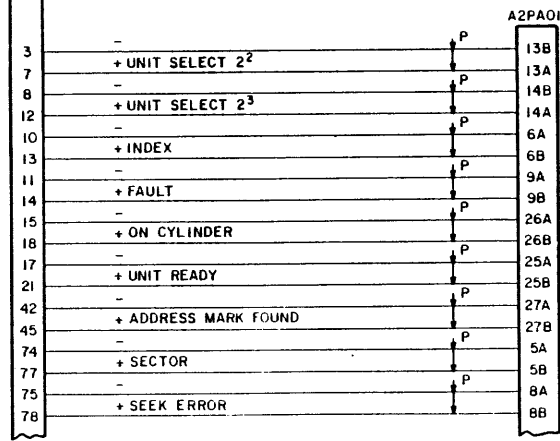 A2PA01
− P
3 13B
+ UNIT SELECT 2²
7 13A
− P
8 14B
+ UNIT SELECT 2³
12 14A
− P
10 6A
+ INDEX
13 6B
− P
11 9A
+ FAULT
14 9B
− P
15 26A
+ ON CYLINDER
18 26B
− P
17 25A
+ UNIT READY
21 25B
− P
42 27A
+ ADDRESS MARK FOUND
45 27B
− P
74 5A
+ SECTOR
77 5B
− P
75 8A
+ SEEK ERROR
78 8B